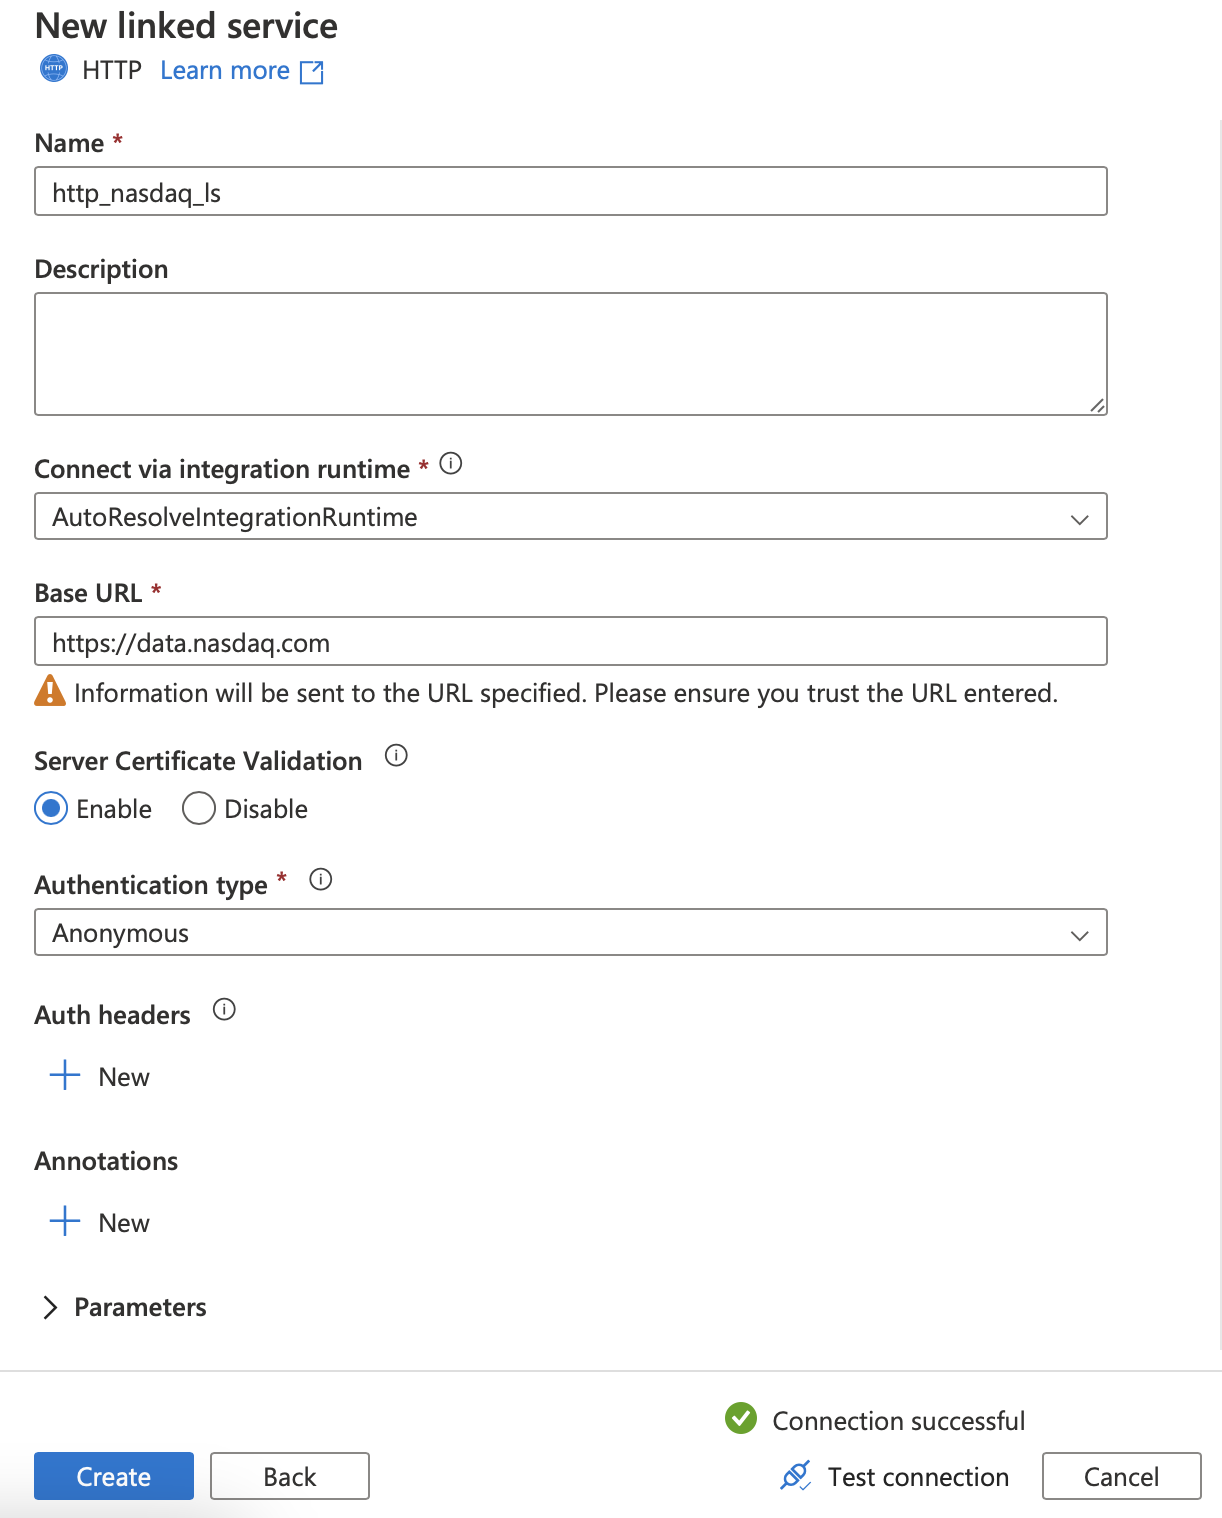 New linked service
HTTP HTTP Learn more
Name *
http_nasdaq_ls
Description
Connect via integration runtime *
AutoResolveIntegrationRuntime
Base URL *
https://data.nasdaq.com
Information will be sent to the URL specified. Please ensure you trust the URL entered.
Server Certificate Validation
Enable Disable
Authentication type *
Anonymous
Auth headers
New
Annotations
New
Parameters
Connection successful
Create Back Test connection Cancel